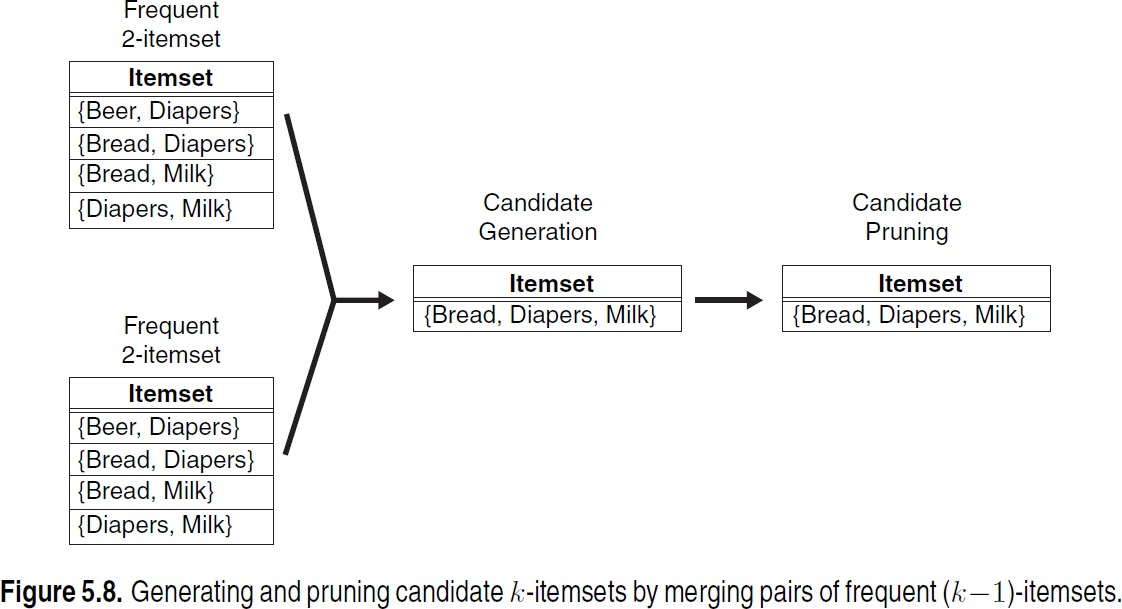 Frequent
2-itemset
Itemset
{Beer, Diapers}
{Bread, Diapers}
{Bread, Milk}
{Diapers, Milk}
Frequent
2-itemset
Itemset
{Beer, Diapers}
{Bread, Diapers}
{Bread, Milk}
{Diapers, Milk}
Candidate
Generation
Itemset
{Bread, Diapers, Milk}
Candidate
Pruning
Itemset
{Bread, Diapers, Milk}
Figure 5.8. Generating and pruning candidate k-itemsets by merging pairs of frequent (k−1)-itemsets.